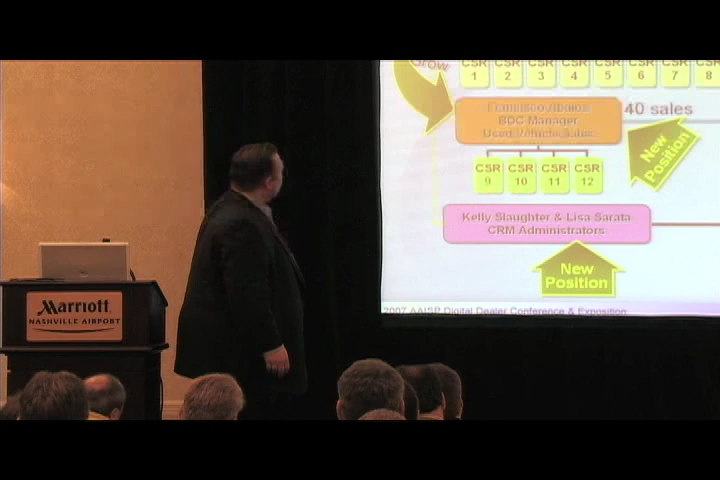 Grow
CSR CSR CSR CSR CSR CSR CSR CSR
1 2 3 4 5 6 7 8
40 sales
BDC Manager
Used Vehicle Sales
New
Position
CSR CSR CSR CSR
9 10 11 12
Kelly Slaughter & Lisa Sarata
CRM Administrators
New
Position
2007 AAISP Digital Dealer Conference & Exposition
Marriott
NASHVILLE AIRPORT